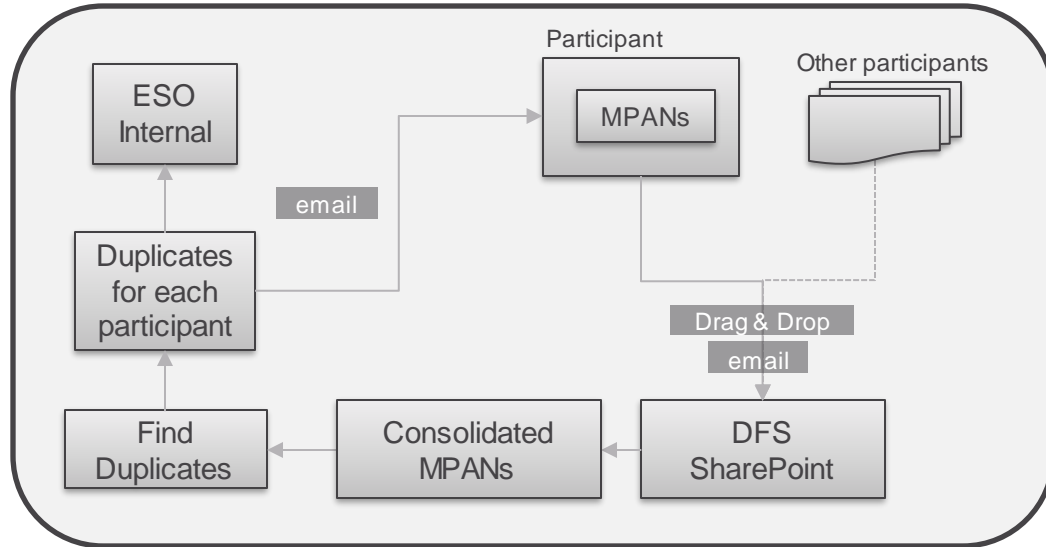 Participant
Other participants
ESO
Internal
MPANs
email
Duplicates
for each
participant
Drag & Drop
email
Find
Duplicates
Consolidated
MPANs
DFS
SharePoint